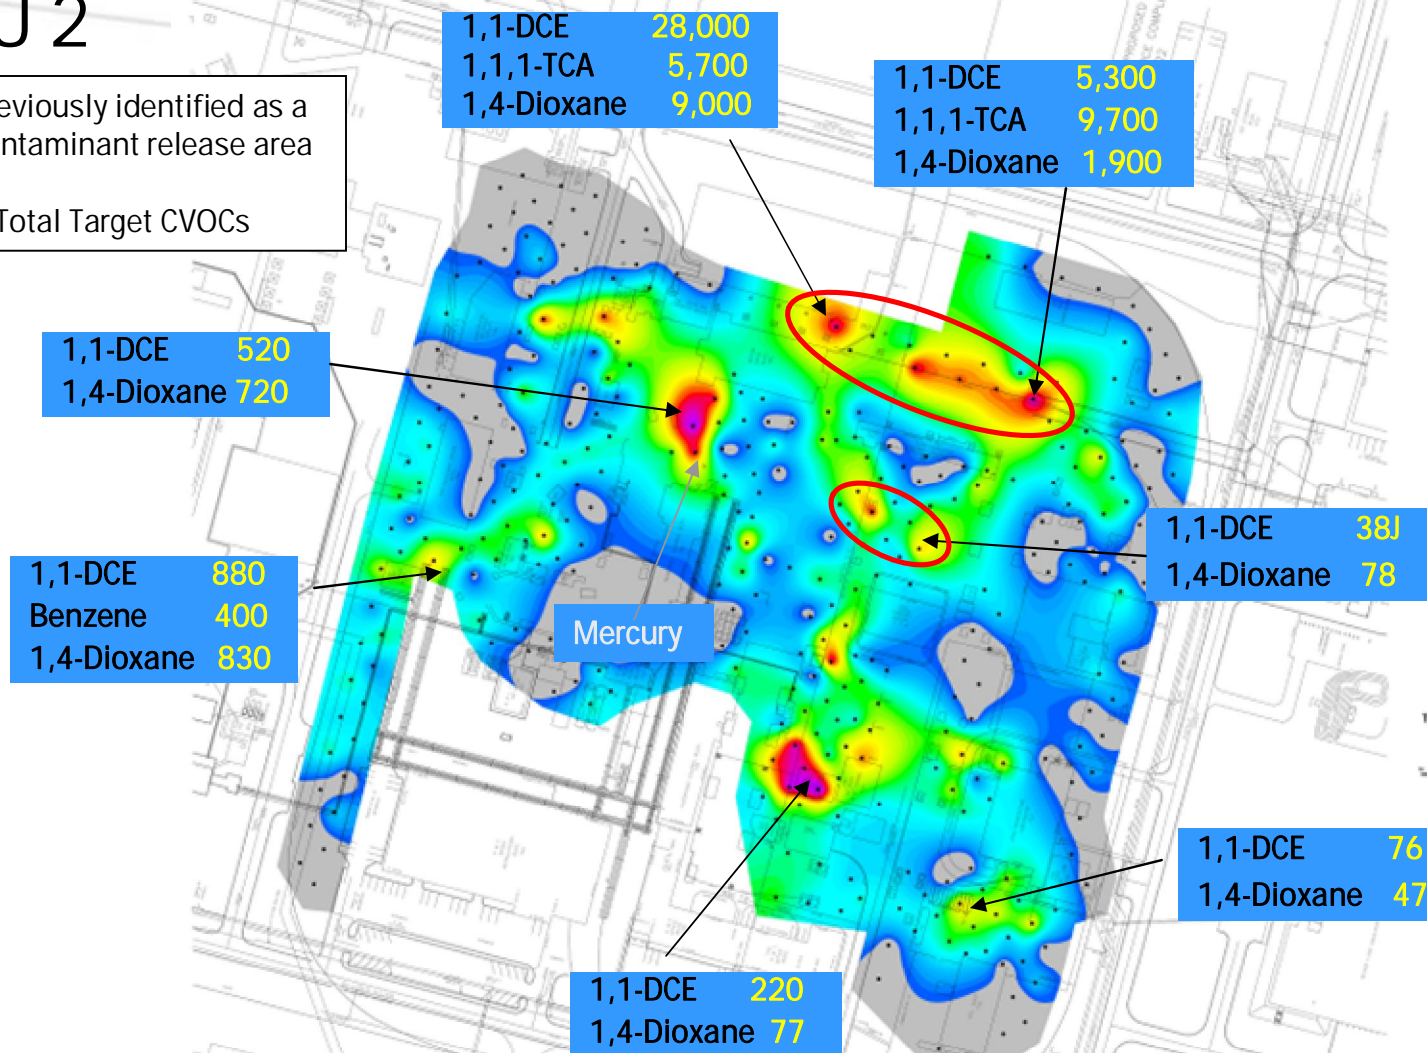 U 2
eviously identified as a
ntaminant release area
Total Target CVOCs
1,1-DCE 28,000
1,1,1-TCA 5,700
1,4-Dioxane 9,000
1,1-DCE 5,300
1,1,1-TCA 9,700
1,4-Dioxane 1,900
1,1-DCE 520
1,4-Dioxane 720
1,1-DCE 38J
1,4-Dioxane 78
1,1-DCE 880
Benzene 400
1,4-Dioxane 830
Mercury
1,1-DCE 76
1,4-Dioxane 47
1,1-DCE 220
1,4-Dioxane 77